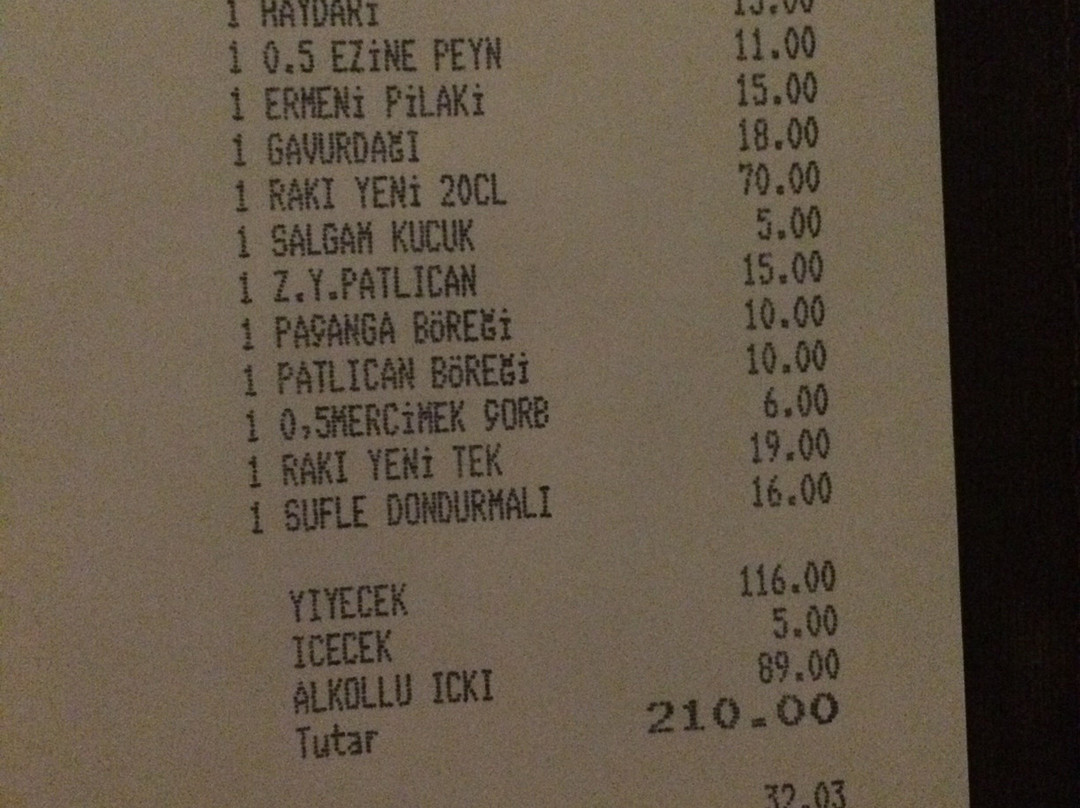 1 HAYDARİ 15.00
1 0.5 EZİNE PEYN 11.00
1 ERMENİ PİLAKİ 15.00
1 GAVURDAĞI 18.00
1 RAKI YENİ 20CL 70.00
1 SALGAM KUCUK 5.00
1 Z.Y.PATLICAN 15.00
1 PAÇANGA BÖREĞİ 10.00
1 PATLICAN BÖREĞİ 10.00
1 0,5MERCİMEK ÇORB 6.00
1 RAKI YENİ TEK 19.00
1 SUFLE DONDURMALI 16.00
YIYECEK 116.00
ICECEK 5.00
ALKOLLU ICKI 89.00
Tutar 210.00
32.03